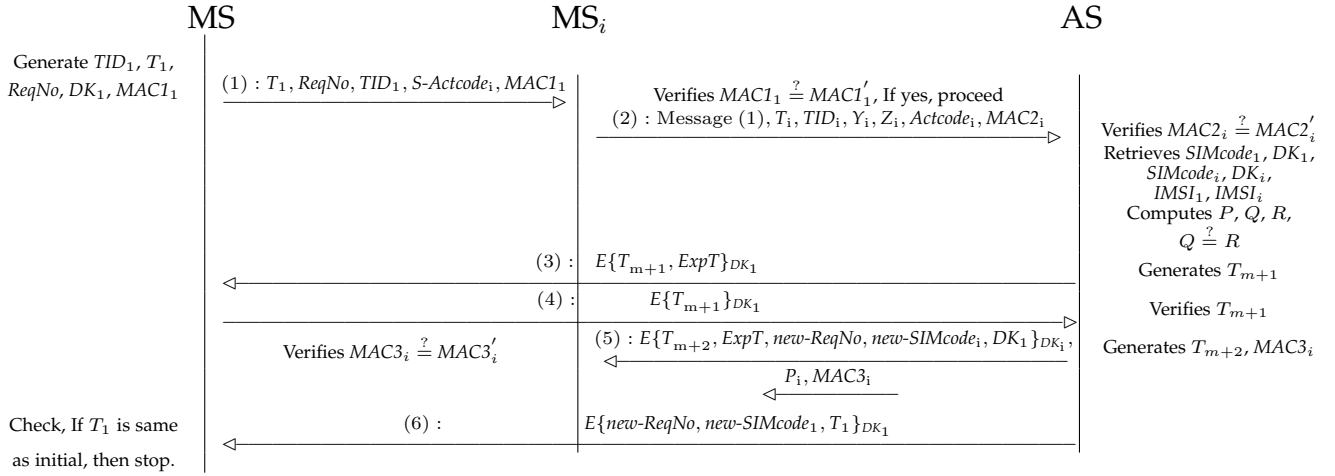 MS MSᵢ AS
Generate TID₁, T₁,
ReqNo, DK₁, MAC1₁
(1) : T₁, ReqNo, TID₁, S-Actcodeᵢ, MAC1₁
Verifies MAC1₁ ≟ MAC1₁′, If yes, proceed
(2) : Message (1), Tᵢ, TIDᵢ, Yᵢ, Zᵢ, Actcodeᵢ, MAC2ᵢ
Verifies MAC2ᵢ ≟ MAC2ᵢ′
Retrieves SIMcode₁, DK₁,
SIMcodeᵢ, DKᵢ,
IMSI₁, IMSIᵢ
Computes P, Q, R,
Q ≟ R
(3) : E{Tₘ₊₁, ExpT}DK₁
Generates Tₘ₊₁
(4) : E{Tₘ₊₁}DK₁
Verifies Tₘ₊₁
(5) : E{Tₘ₊₂, ExpT, new-ReqNo, new-SIMcodeᵢ, DK₁}DKᵢ,
Verifies MAC3ᵢ ≟ MAC3ᵢ′
Generates Tₘ₊₂, MAC3ᵢ
Pᵢ, MAC3ᵢ
(6) : E{new-ReqNo, new-SIMcode₁, T₁}DK₁
Check, If T₁ is same
as initial, then stop.